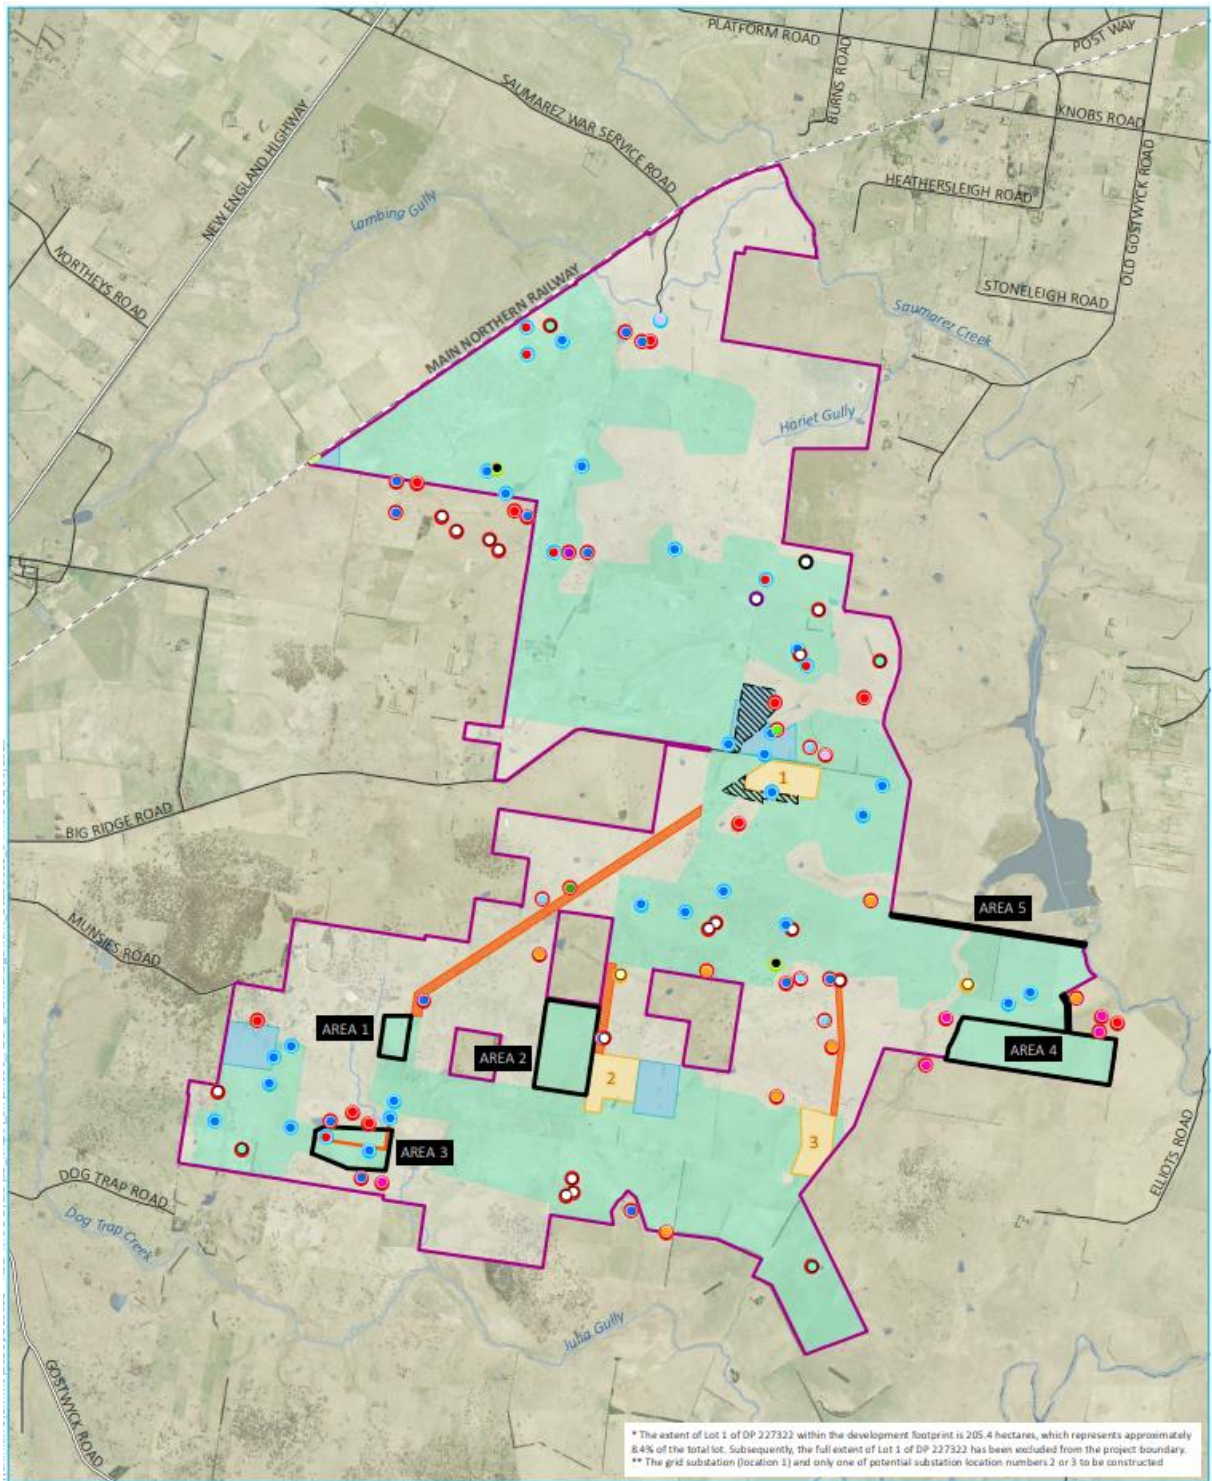 PLATFORM ROAD
POST WAY
BURNS ROAD
SAUMAREZ WAR SERVICE ROAD
KNOBS ROAD
NEW ENGLAND HIGHWAY
HEATHERSLEIGH ROAD
OLD GOSTWYCK ROAD
Lambing Gully
NORTHEYS ROAD
STONELEIGH ROAD
Saumarez Creek
MAIN NORTHERN RAILWAY
Hariet Gully
1
BIG RIDGE ROAD
AREA 5
MUNSIES ROAD
AREA 1
AREA 2
AREA 4
2
3
AREA 3
ELLIOTS ROAD
DOG TRAP ROAD
Dog Trap Creek
Julia Gully
GOSTWYCK ROAD
* The extent of Lot 1 of DP 227322 within the development footprint is 205.4 hectares, which represents approximately
8.4% of the total lot. Subsequently, the full extent of Lot 1 of DP 227322 has been excluded from the project boundary.
** The grid substation (location 1) and only one of potential substation location numbers 2 or 3 to be constructed